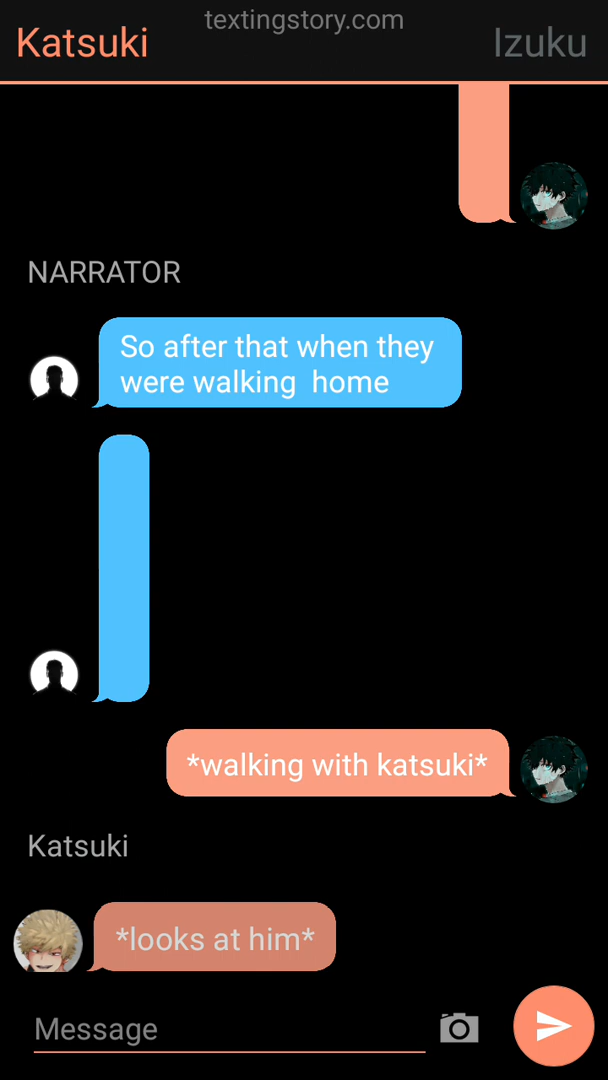 textingstory.com
Katsuki
Izuku
NARRATOR
So after that when they
were walking  home
*walking with katsuki*
Katsuki
*looks at him*
Message